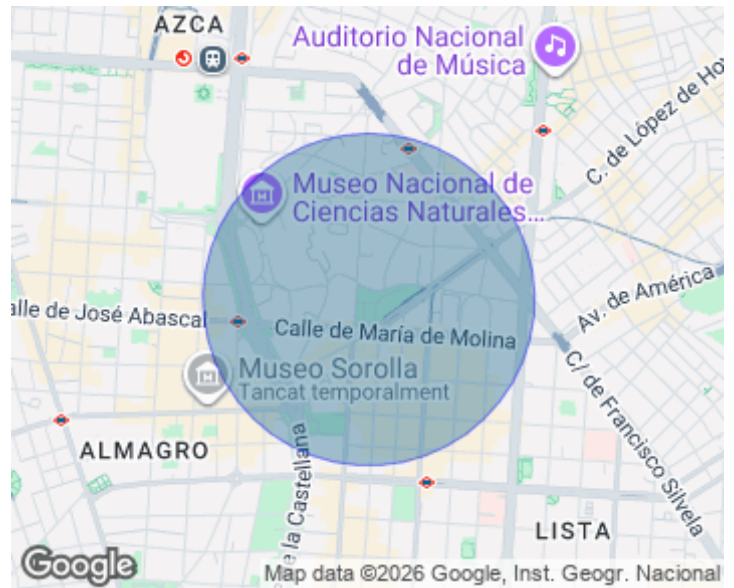 AZCA
Auditorio Nacional
de Música
C. de López de Ho
Museo Nacional de
Ciencias Naturales...
Av. de América
alle de José Abascal
Calle de María de Molina
Museo Sorolla
Tancat temporalment
C/ de Francisco Silvela
ALMAGRO
e la Castellana
LISTA
Google
Map data ©2026 Google, Inst. Geogr. Nacional